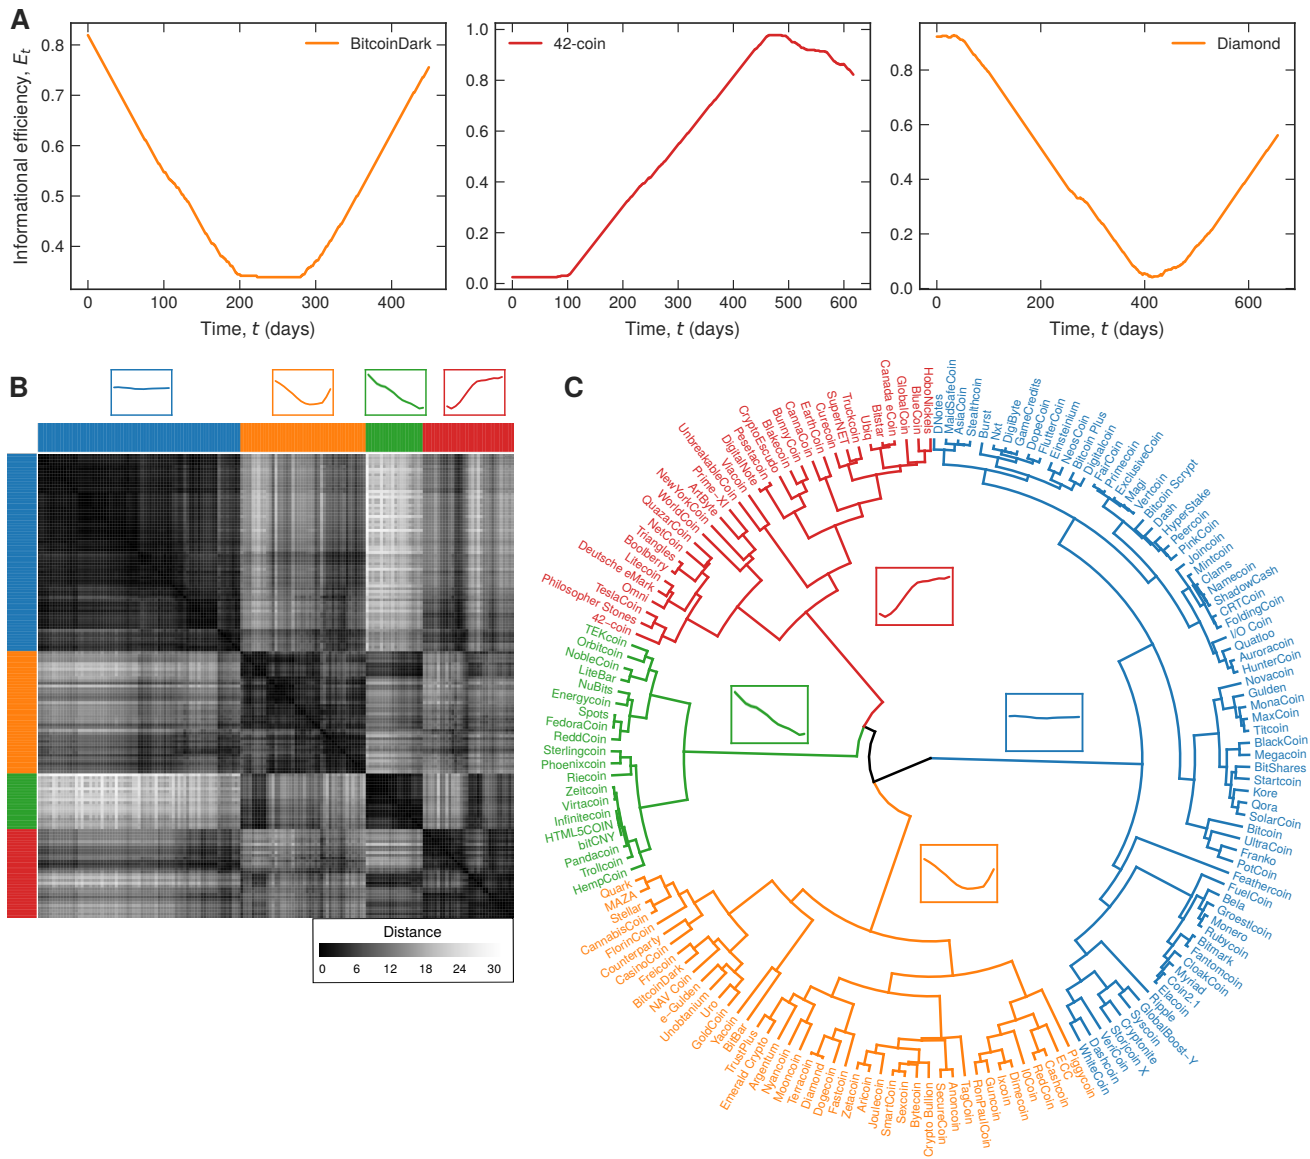 A
BitcoinDark
42-coin
Diamond
Informational efficiency, E_t
0.8
0.7
0.6
0.5
0.4
0 100 200 300 400
Time, t (days)
1.0
0.8
0.6
0.4
0.2
0.0
0 100 200 300 400 500 600
Time, t (days)
0.8
0.6
0.4
0.2
0.0
0 200 400 600
Time, t (days)
B
Distance
0 6 12 18 24 30
C
DNotes
MaidSafeCoin
AsiaCoin
Stealthcoin
Burst
Nxt
DigiByte
GameCredits
DopeCoin
FlutterCoin
Einsteinium
NeosCoin
Bitcoin Plus
Digitalcoin
FairCoin
Primecoin
ExclusiveCoin
Magi
Vertcoin
Bitcoin Scrypt
Dash
HyperStake
Peercoin
PinkCoin
Joincoin
Mintcoin
Clams
Namecoin
ShadowCash
CRTCoin
FoldingCoin
I/O Coin
Quatloo
Auroracoin
HunterCoin
Novacoin
Gulden
MonaCoin
MaxCoin
Titcoin
BlackCoin
Megacoin
BitShares
Startcoin
Kore
Qora
SolarCoin
Bitcoin
UltraCoin
Franko
PotCoin
Feathercoin
FuelCoin
Bela
Groestlcoin
Monero
Rubycoin
Bitmark
Fantomcoin
CloakCoin
Myriad
Coin2.1
Elacoin
Ripple
GlobalBoost-Y
Syscoin
Cryptonite
Storjcoin X
VeriCoin
Dashcoin
WhiteCoin
Piggycoin
ECC
Cashcoin
RedCoin
I0Coin
Dimecoin
Ixcoin
Guncoin
RonPaulCoin
TagCoin
Amoncoin
SecureCoin
Crypto Bullion
Bytecoin
Sexcoin
SmartCoin
Joulecoin
Aricoin
Zetacoin
Fastcoin
Dogecoin
Diamond
Terracoin
Mooncoin
Nyancoin
Argentum
Emerald Crypto
TrustPlus
BitBar
Yacoin
GoldCoin
Uro
Unobtanium
e-Gulden
NAV Coin
BitcoinDark
Freicoin
CasinoCoin
Counterparty
FlorinCoin
CannabisCoin
Stellar
MAZA
Quark
HempCoin
Trollcoin
Pandacoin
bitCNY
HTML5COIN
Infinitecoin
Virtacoin
Zeitcoin
Riecoin
Phoenixcoin
Sterlingcoin
ReddCoin
FedoraCoin
Spots
Energycoin
NuBits
LiteBar
NobleCoin
Orbitcoin
TEKcoin
42-coin
Philosopher Stones
TeslaCoin
Omni
Deutsche eMark
Litecoin
Boolberry
Triangles
NetCoin
QuazarCoin
WorldCoin
NewYorkCoin
ArtByte
Prime-XI
UnbreakableCoin
Viacoin
DigitalNote
Pesetacoin
CryptoEscudo
Blakecoin
BunnyCoin
CannaCoin
EarthCoin
Curecoin
SuperNET
Truckcoin
Ubiq
Bitstar
Canada eCoin
GlobalCoin
BlueCoin
HoboNickels